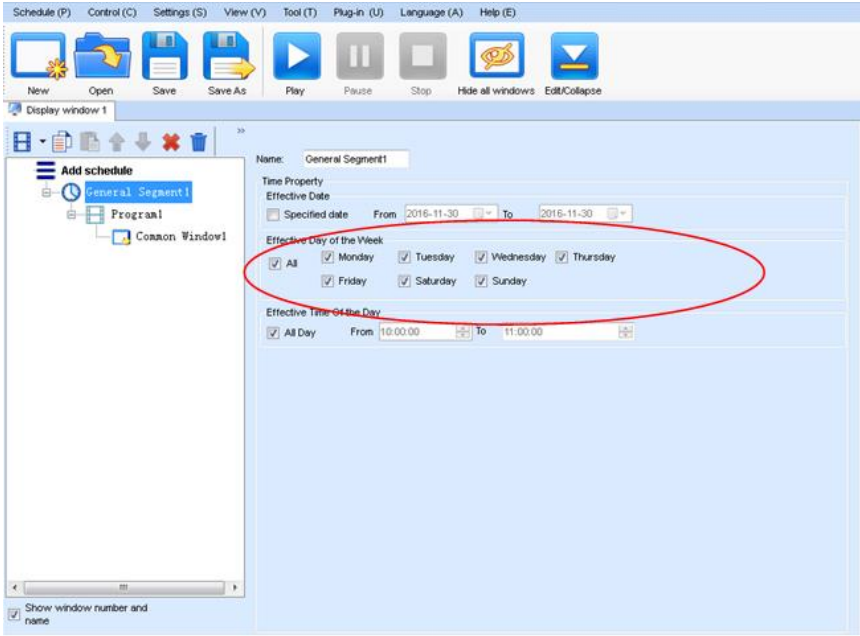 Schedule (P) Control (C) Settings (S) View (V) Tool (T) Plug-in (U) Language (A) Help (E)
New Open Save Save As Play Pause Stop Hide all windows Edit/Collapse
Display window 1
»
Name: General Segment1
Add schedule
Time Property
General Segment1
Effective Date
Program1
Specified date From 2016-11-30 To 2016-11-30
Common Window1
Effective Day of the Week
All Monday Tuesday Wednesday Thursday
Friday Saturday Sunday
Effective Time Of the Day
All Day From 10:00:00 To 11:00:00
Show window number and
name